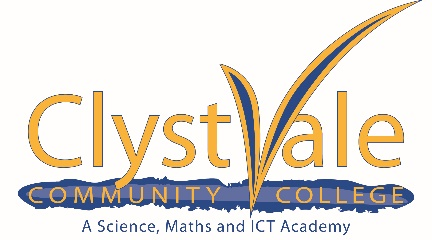 ClystVale
COMMUNITY COLLEGE
A Science, Maths and ICT Academy